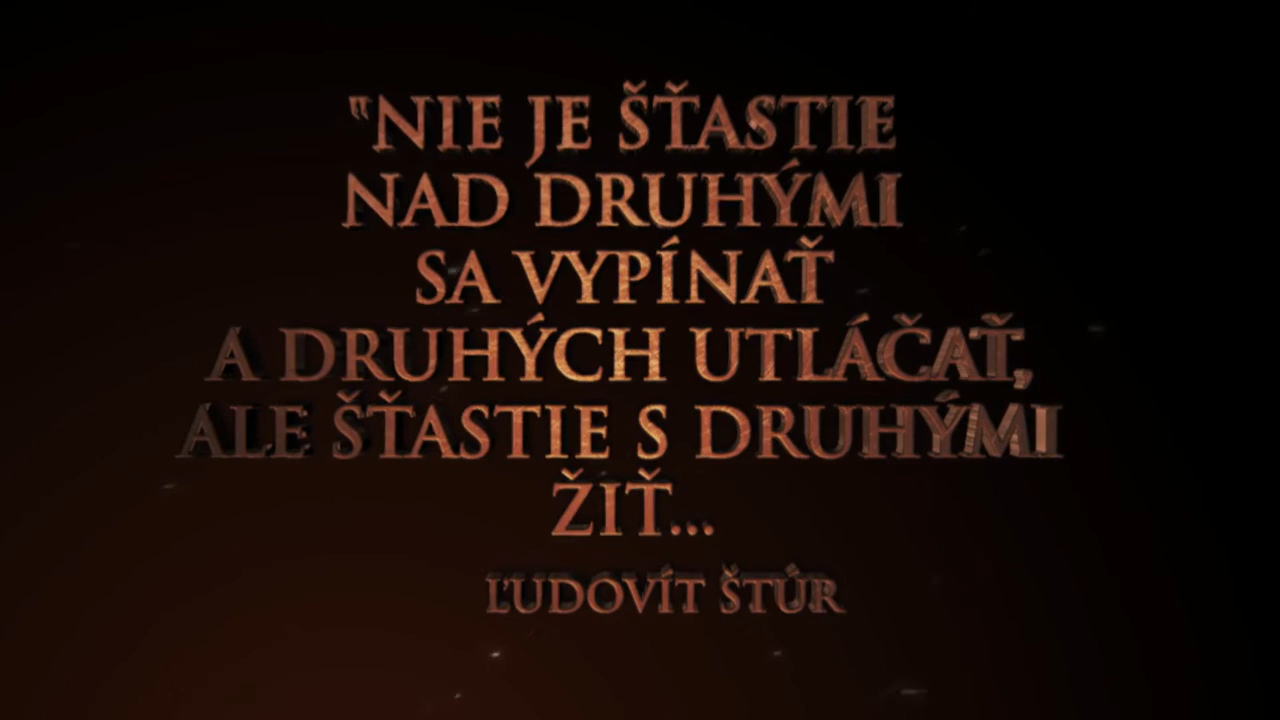 "NIE JE ŠŤASTIE
NAD DRUHÝMI
SA VYPÍNAŤ
A DRUHÝCH UTLÁČAŤ,
ALE ŠŤASTIE S DRUHÝMI
ŽIŤ...
ĽUDOVÍT ŠTÚR